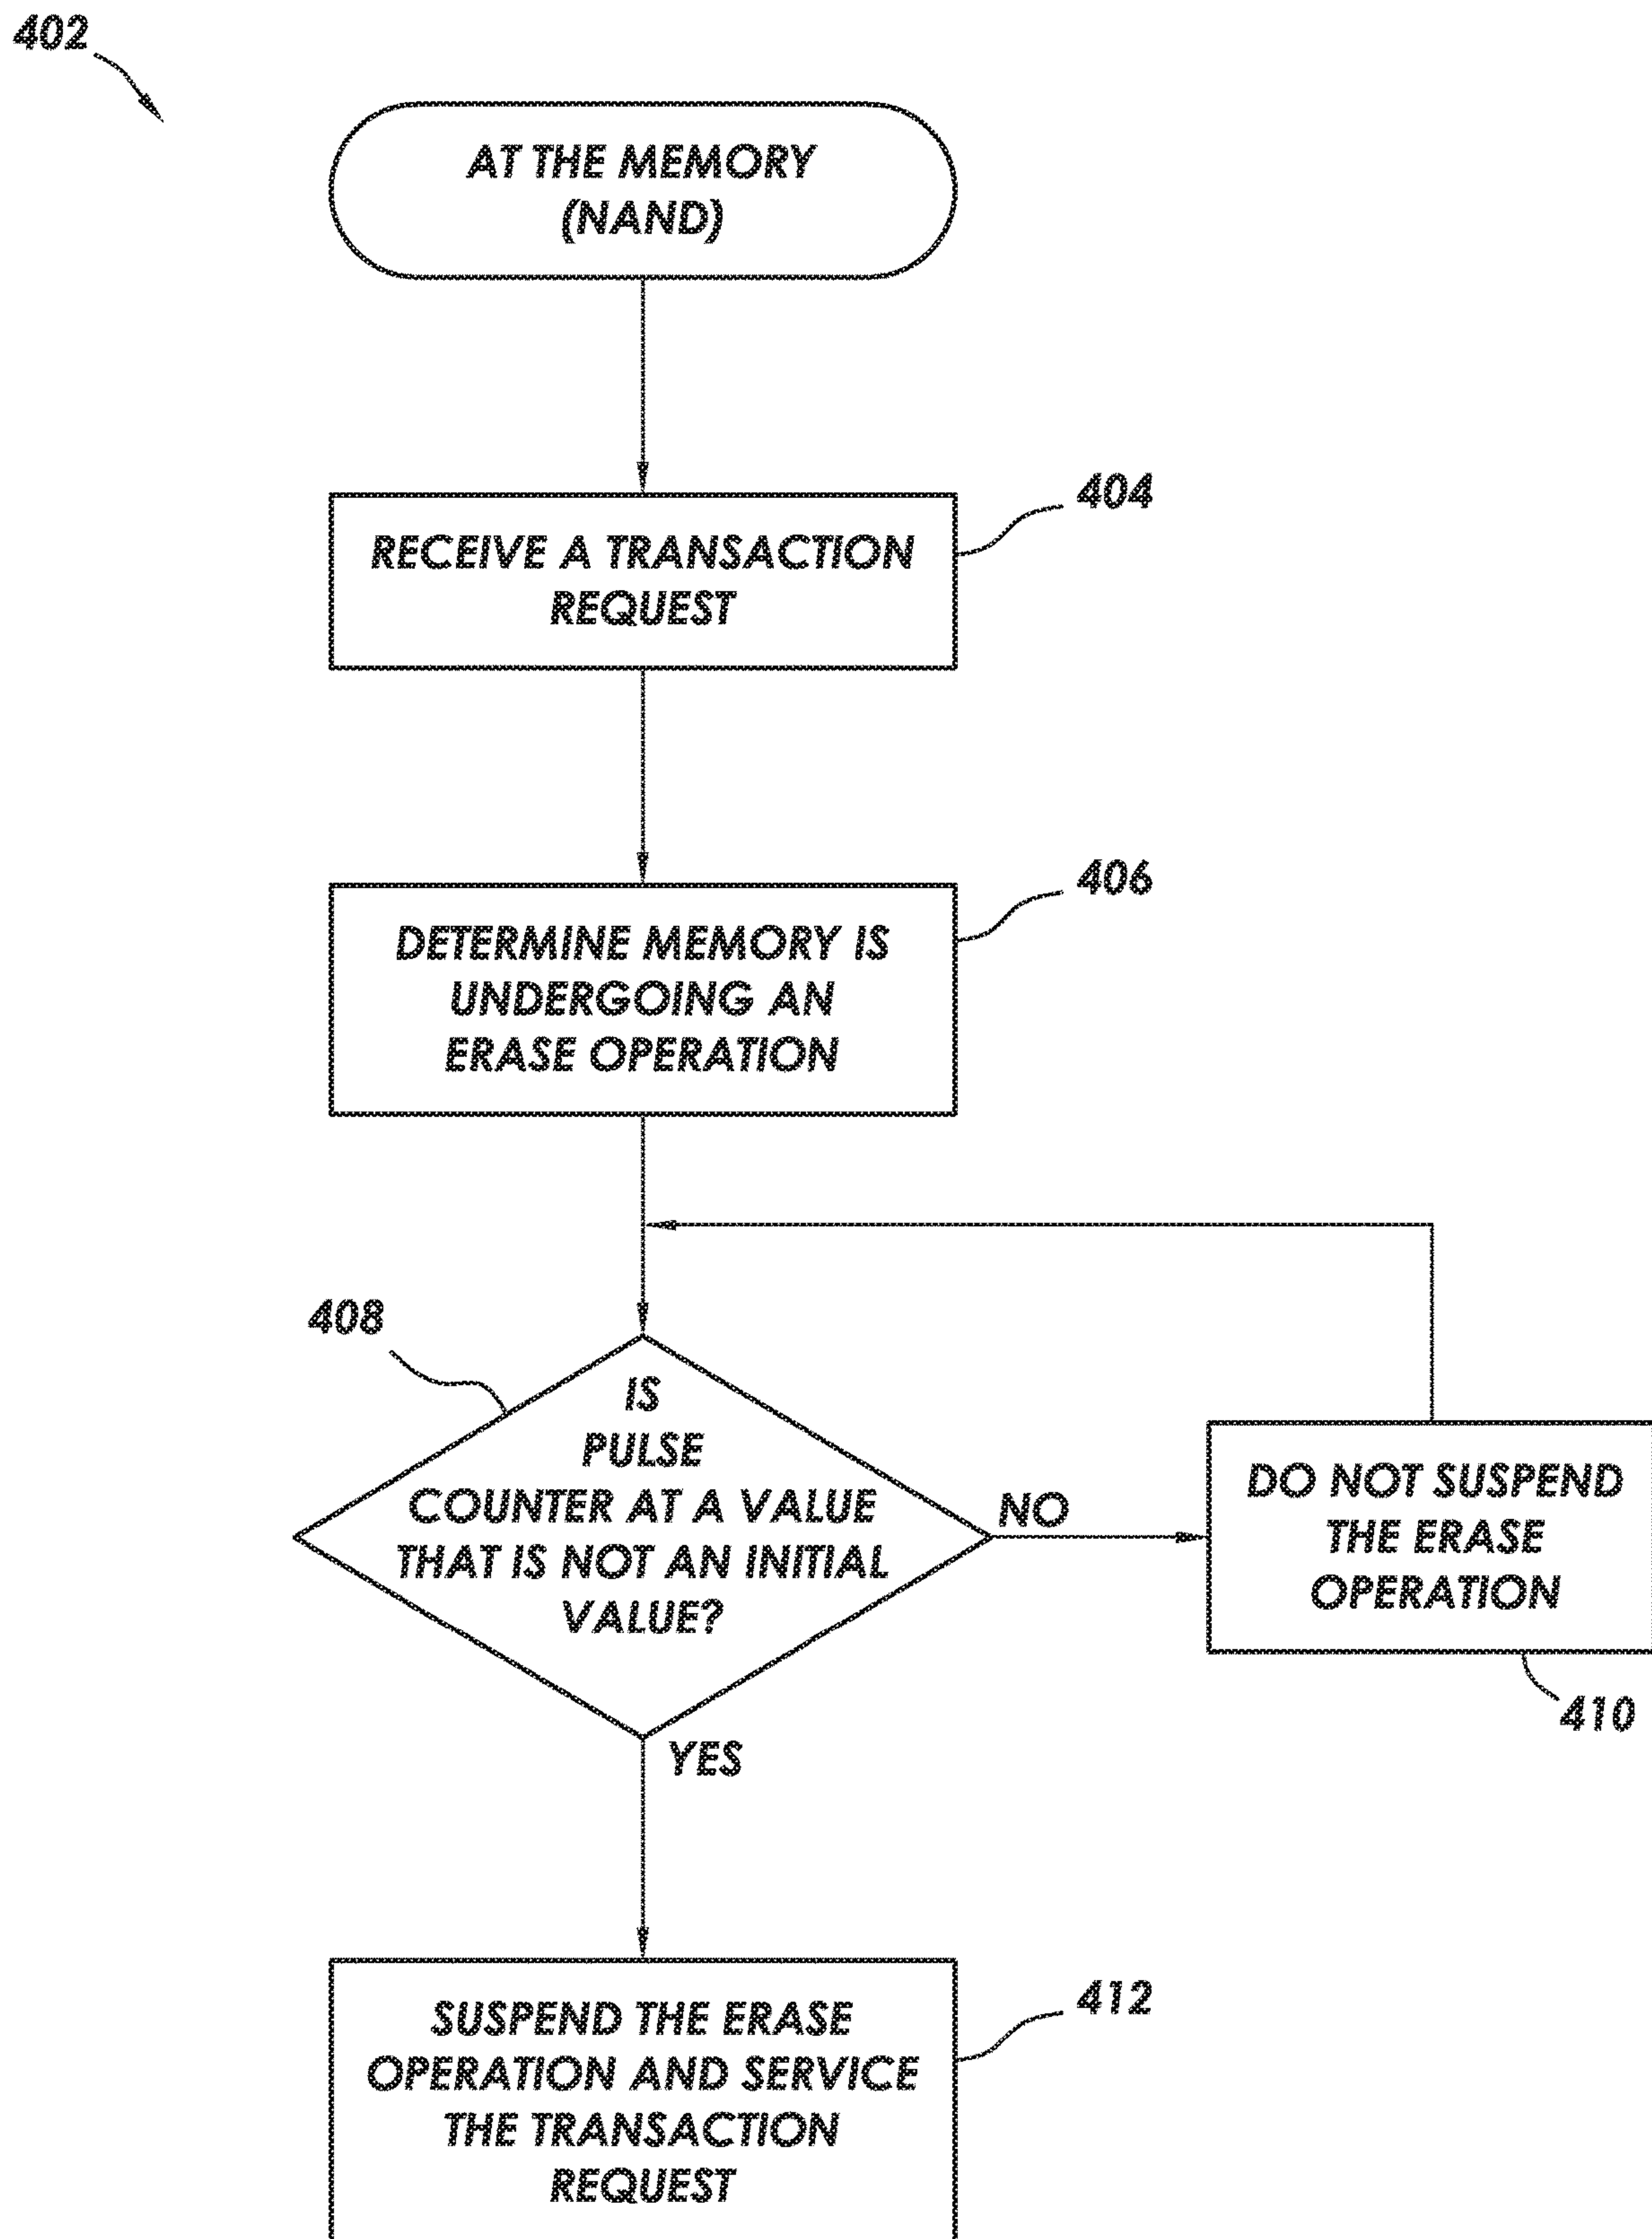 402
AT THE MEMORY
(NAND)
RECEIVE A TRANSACTION
REQUEST
404
DETERMINE MEMORY IS
UNDERGOING AN
ERASE OPERATION
406
408
IS
PULSE
COUNTER AT A VALUE
THAT IS NOT AN INITIAL
VALUE?
NO
DO NOT SUSPEND
THE ERASE
OPERATION
410
YES
SUSPEND THE ERASE
OPERATION AND SERVICE
THE TRANSACTION
REQUEST
412